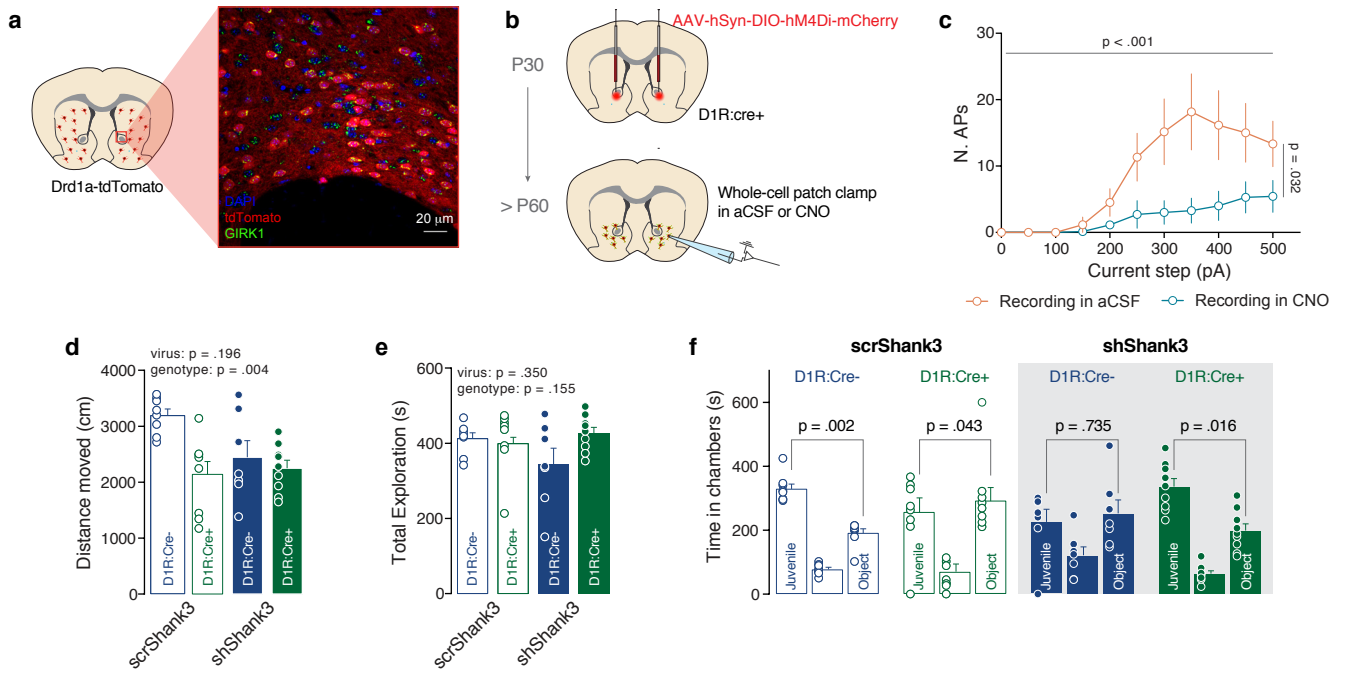 a
Drd1a-tdTomato
DAPI
tdTomato
GIRK1
20 μm
b
AAV-hSyn-DIO-hM4Di-mCherry
P30
D1R:cre+
> P60
Whole-cell patch clamp
in aCSF or CNO
c
30
20
10
0
N. APs
p < .001
p = .032
0 100 200 300 400 500
Current step (pA)
Recording in aCSF
Recording in CNO
d
virus: p = .196
genotype: p = .004
4000
3000
2000
1000
0
Distance moved (cm)
D1R:Cre-
D1R:Cre+
D1R:Cre-
D1R:Cre+
scrShank3
shShank3
e
virus: p = .350
genotype: p = .155
600
400
200
0
Total Exploration (s)
D1R:Cre-
D1R:Cre+
D1R:Cre-
D1R:Cre+
scrShank3
shShank3
f
scrShank3
shShank3
D1R:Cre-
D1R:Cre+
D1R:Cre-
D1R:Cre+
600
400
200
0
Time in chambers (s)
p = .002
p = .043
p = .735
p = .016
Juvenile
Object
Juvenile
Object
Juvenile
Object
Juvenile
Object